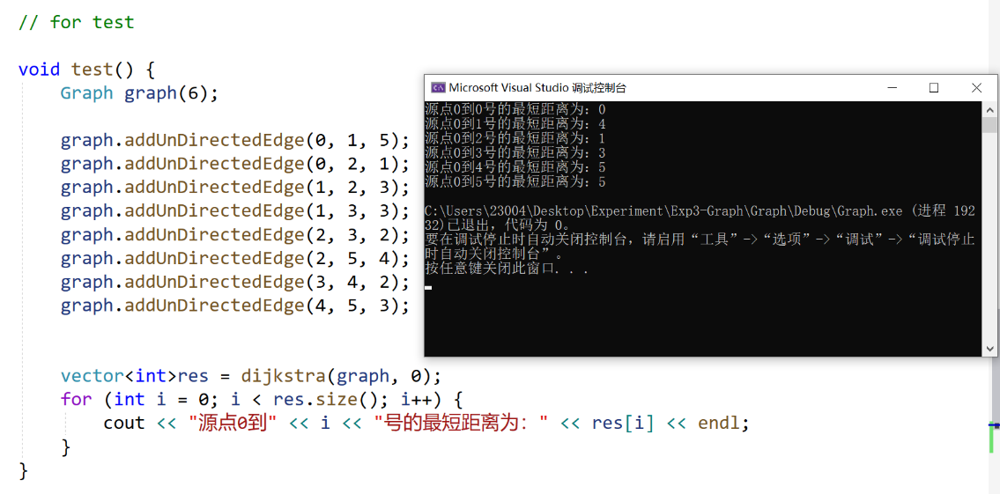 // for test
void test() {
Graph graph(6);
graph.addUnDirectedEdge(0, 1, 5);
graph.addUnDirectedEdge(0, 2, 1);
graph.addUnDirectedEdge(1, 2, 3);
graph.addUnDirectedEdge(1, 3, 3);
graph.addUnDirectedEdge(2, 3, 2);
graph.addUnDirectedEdge(2, 5, 4);
graph.addUnDirectedEdge(3, 4, 2);
graph.addUnDirectedEdge(4, 5, 3);
vector<int>res = dijkstra(graph, 0);
for (int i = 0; i < res.size(); i++) {
cout << "源点0到" << i << "号的最短距离为：" << res[i] << endl;
}
}
Microsoft Visual Studio 调试控制台
源点0到0号的最短距离为：0
源点0到1号的最短距离为：4
源点0到2号的最短距离为：1
源点0到3号的最短距离为：3
源点0到4号的最短距离为：5
源点0到5号的最短距离为：5
C:\Users\23004\Desktop\Experiment\Exp3-Graph\Graph\Debug\Graph.exe (进程 192
32)已退出，代码为 0。
要在调试停止时自动关闭控制台，请启用“工具”->“选项”->“调试”->“调试停止
时自动关闭控制台”。
按任意键关闭此窗口. . .